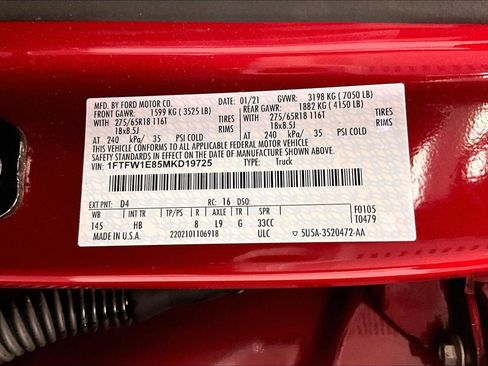 MFD. BY FORD MOTOR CO. 01/21 GVWR: 3198 KG ( 7050 LB)
FRONT GAWR: 1599 KG ( 3525 LB) REAR GAWR: 1882 KG ( 4150 LB)
WITH 275/65R18 116T TIRES WITH 275/65R18 116T TIRES
18x8.5J RIMS 18x8.5J RIMS
AT 240 kPa/ 35 PSI COLD AT 240 kPa/ 35 PSI COLD
THIS VEHICLE CONFORMS TO ALL APPLICABLE FEDERAL MOTOR VEHICLE
SAFETY STANDARDS IN EFFECT ON THE DATE OF MANUFACTURE SHOWN ABOVE.
VIN: 1FTFW1E85MKD19725 TYPE: Truck
EXT PNT: D4 RC: 16 DSO:
WB INT TR TP/PS R AXLE TR SPR F0105
145 HB 8 L9 G 33CC T0479
MADE IN U.S.A. 2202101106918 ULC 5U5A-3520472-AA